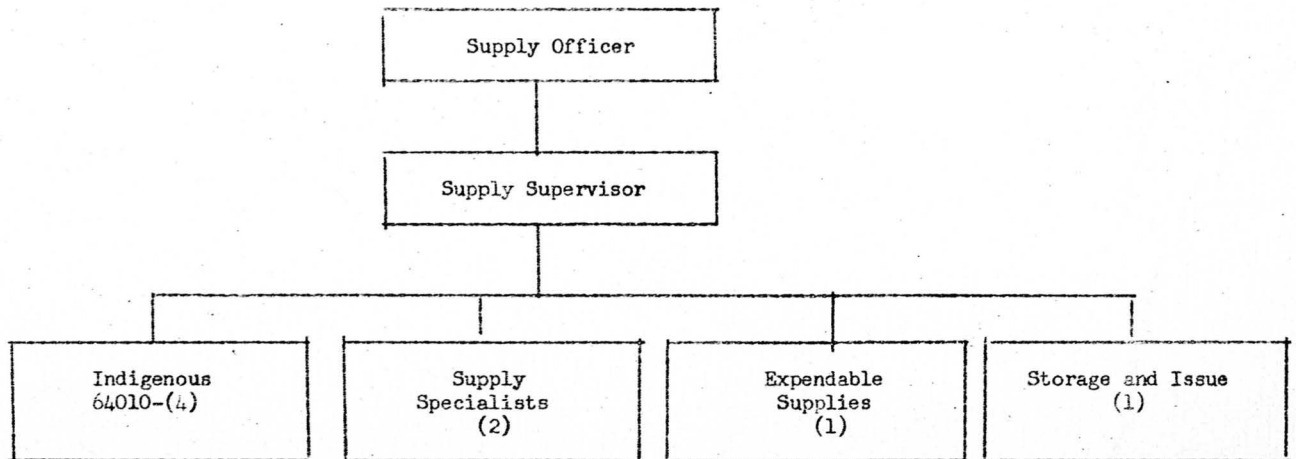 Supply Officer
Supply Supervisor
Indigenous
64010-(4)
Supply
Specialists
(2)
Expendable
Supplies
(1)
Storage and Issue
(1)